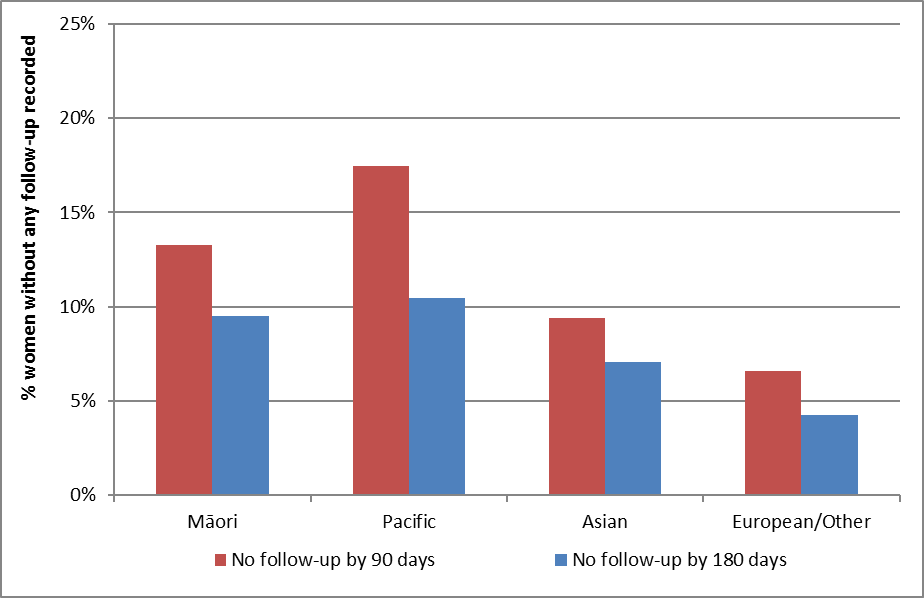 % women without any follow-up recorded
25%
20%
15%
10%
5%
0%
Māori Pacific Asian European/Other
No follow-up by 90 days No follow-up by 180 days